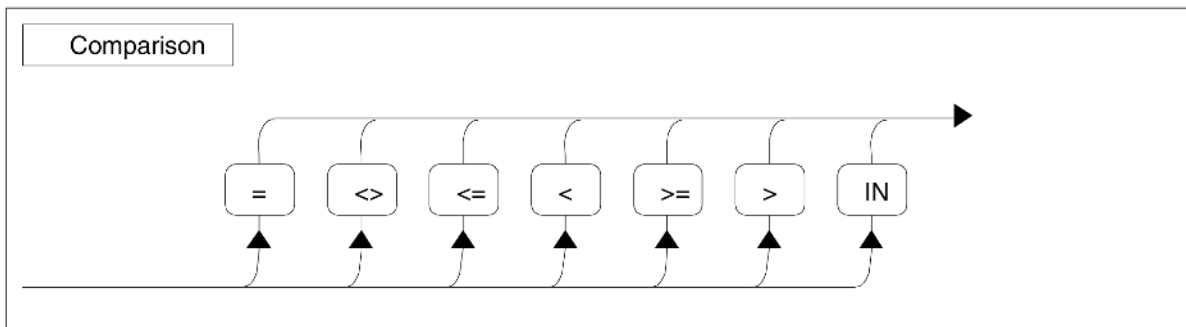 Comparison
= <> <= < >= > IN